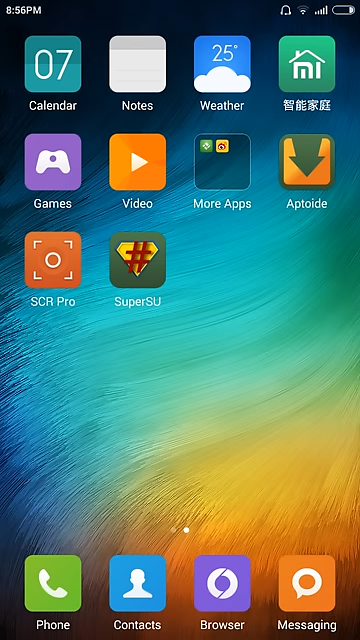 8:56PM
07
25°
Calendar
Notes
Weather
智能家庭
Games
Video
More Apps
Aptoide
SCR Pro
SuperSU
Phone
Contacts
Browser
Messaging